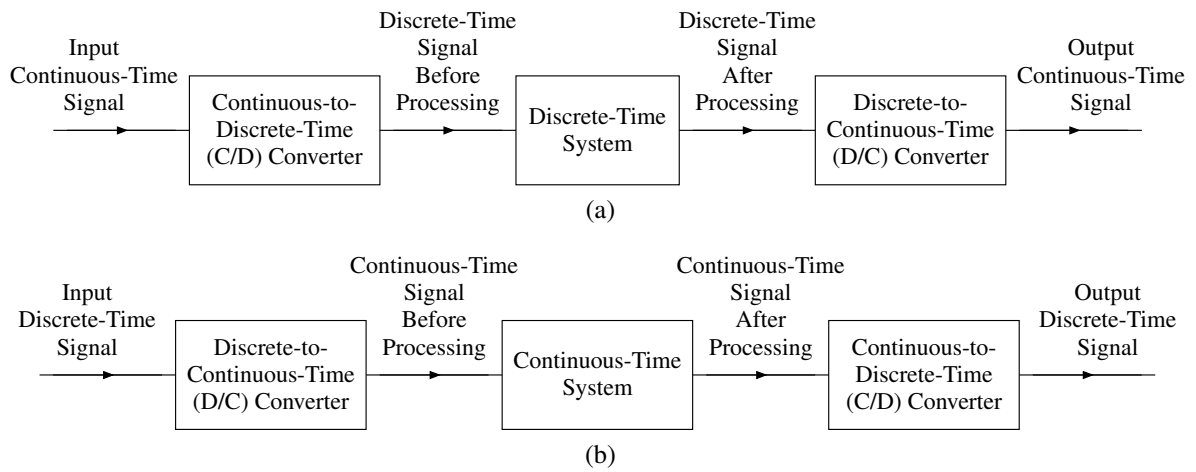 Input
Continuous-Time
Signal
Continuous-to-
Discrete-Time
(C/D) Converter
Discrete-Time
Signal
Before
Processing
Discrete-Time
System
Discrete-Time
Signal
After
Processing
Discrete-to-
Continuous-Time
(D/C) Converter
Output
Continuous-Time
Signal
(a)
Input
Discrete-Time
Signal
Discrete-to-
Continuous-Time
(D/C) Converter
Continuous-Time
Signal
Before
Processing
Continuous-Time
System
Continuous-Time
Signal
After
Processing
Continuous-to-
Discrete-Time
(C/D) Converter
Output
Discrete-Time
Signal
(b)